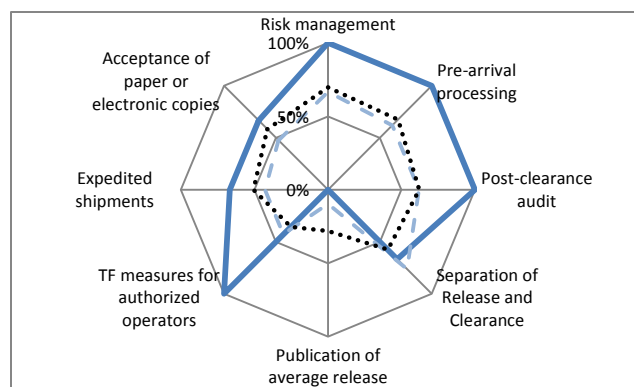 Risk management
100%
Acceptance of
paper or
electronic copies
Pre-arrival
processing
50%
Expedited
shipments
0%
Post-clearance
audit
TF measures for
authorized
operators
Separation of
Release and
Clearance
Publication of
average release